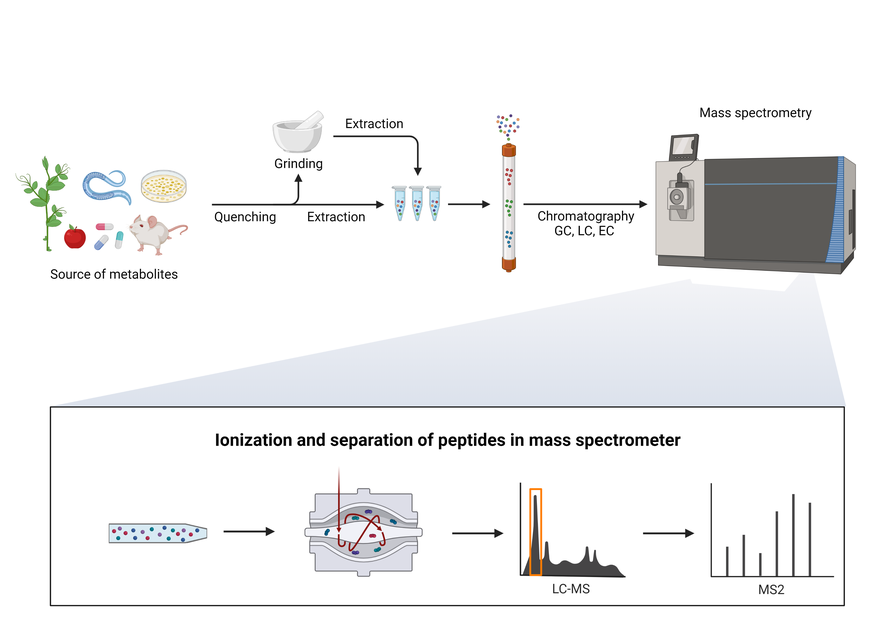 Mass spectrometry
Extraction
Grinding
Quenching
Extraction
Chromatography
GC, LC, EC
Source of metabolites
Ionization and separation of peptides in mass spectrometer
LC-MS
MS2